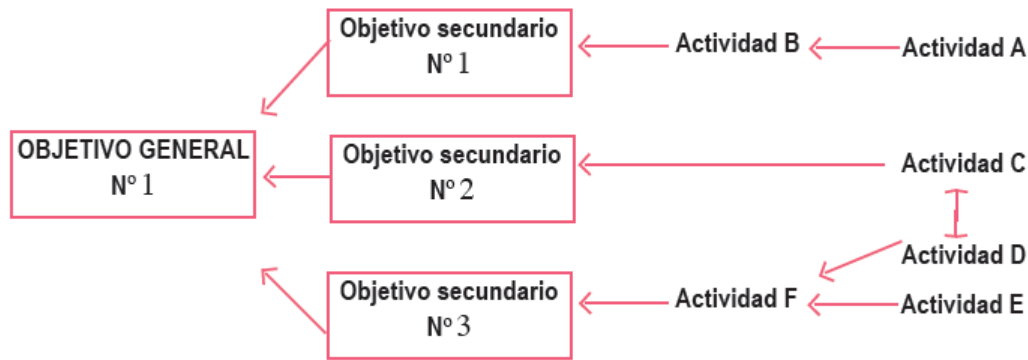 Objetivo secundario
Nº 1
Actividad B
Actividad A
OBJETIVO GENERAL
Nº 1
Objetivo secundario
Nº 2
Actividad C
Actividad D
Objetivo secundario
Nº 3
Actividad F
Actividad E